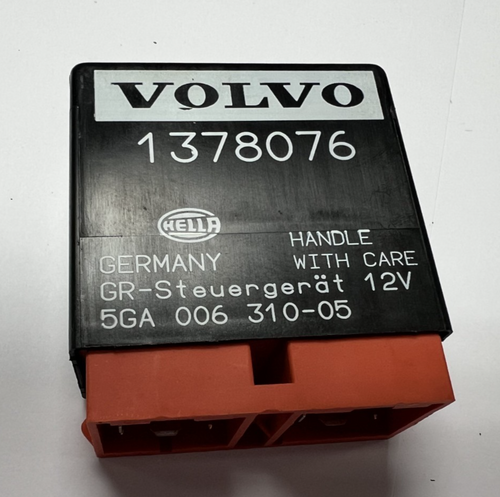 VOLVO
1378076
HELLA
HANDLE
GERMANY WITH CARE
GR-Steuergerät 12V
5GA 006 310-05